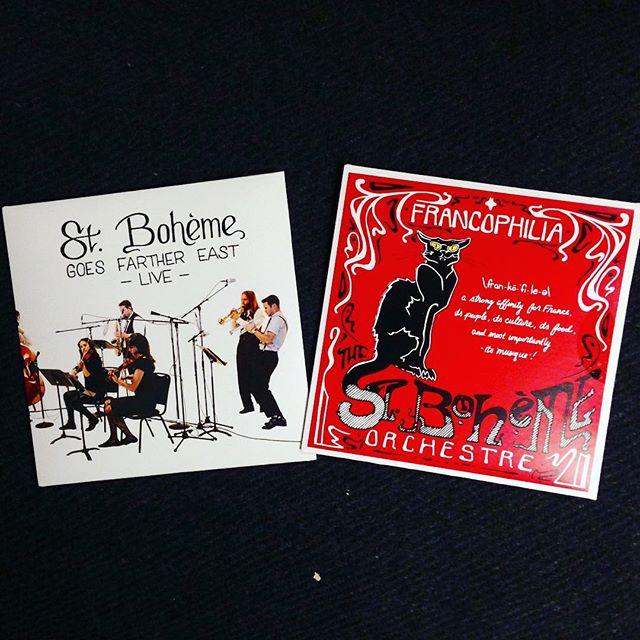 St. Bohème
GOES FARTHER EAST
- LIVE -
FRANCOPHILIA
\fran-kō-fi-le-ə\
a strong affinity for France,
its people, its culture, its food
and most importantly
- its musique-!
THE
St. Bohème
ORCHESTRE